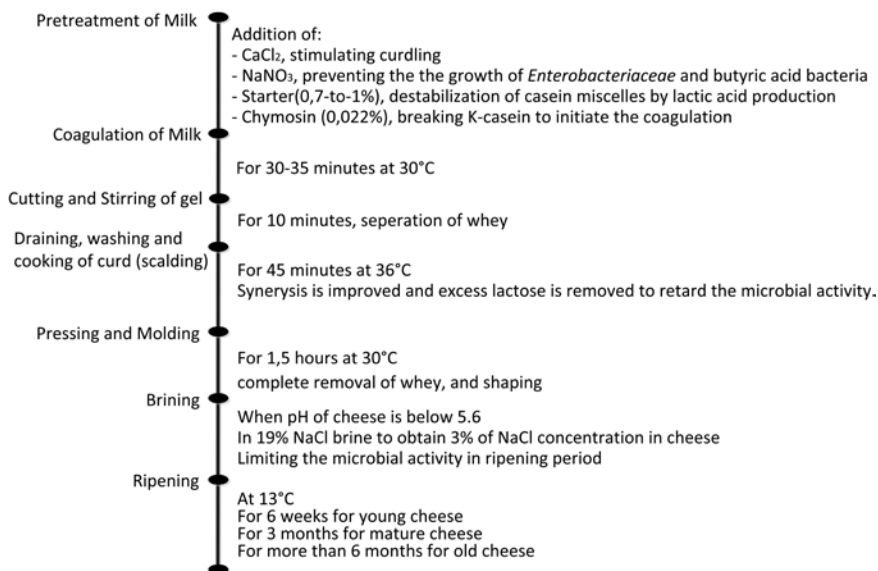 Pretreatment of Milk
Addition of:
- CaCl₂, stimulating curdling
- NaNO₃, preventing the the growth of Enterobacteriaceae and butyric acid bacteria
- Starter(0,7-to-1%), destabilization of casein miscelles by lactic acid production
- Chymosin (0,022%), breaking K-casein to initiate the coagulation
Coagulation of Milk
For 30-35 minutes at 30°C
Cutting and Stirring of gel
For 10 minutes, seperation of whey
Draining, washing and
cooking of curd (scalding)
For 45 minutes at 36°C
Synerysis is improved and excess lactose is removed to retard the microbial activity.
Pressing and Molding
For 1,5 hours at 30°C
complete removal of whey, and shaping
Brining
When pH of cheese is below 5.6
In 19% NaCl brine to obtain 3% of NaCl concentration in cheese
Limiting the microbial activity in ripening period
Ripening
At 13°C
For 6 weeks for young cheese
For 3 months for mature cheese
For more than 6 months for old cheese